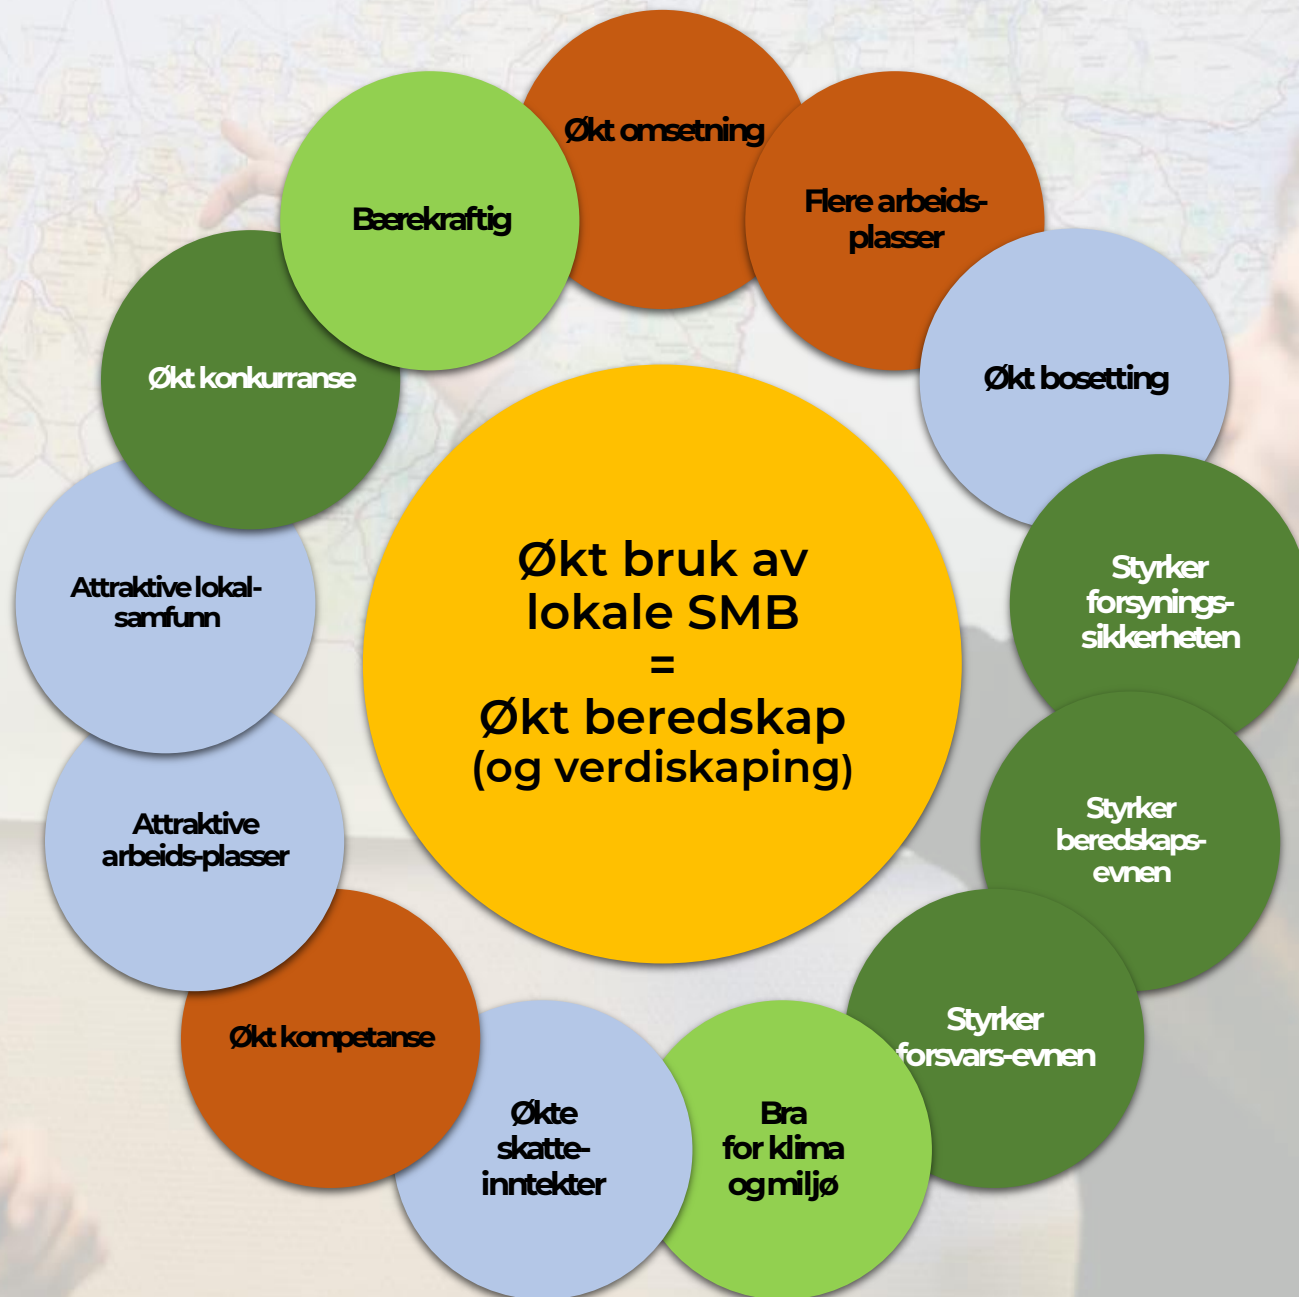 Økt omsetning
Flere arbeids-
plasser
Økt bosetting
Styrker
forsynings-
sikkerheten
Styrker
beredskaps-
evnen
Styrker
forsvars-evnen
Bra
for klima
og miljø
Økte
skatte-
inntekter
Økt kompetanse
Attraktive
arbeids-plasser
Attraktive lokal-
samfunn
Økt konkurranse
Bærekraftig
Økt bruk av
lokale SMB
=
Økt beredskap
(og verdiskaping)